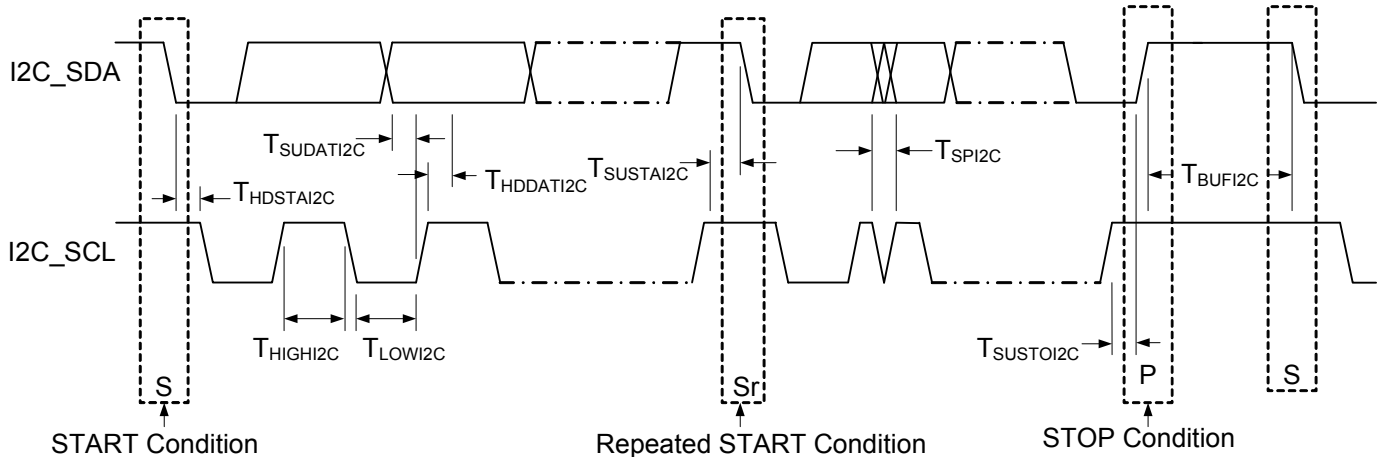 I2C_SDA
TSUDATI2C
THDDATI2C
TSUSTAI2C
TSPI2C
TBUFI2C
THDSTAI2C
I2C_SCL
THIGHI2C
TLOWI2C
TSUSTOI2C
S
Sr
P
S
START Condition
Repeated START Condition
STOP Condition